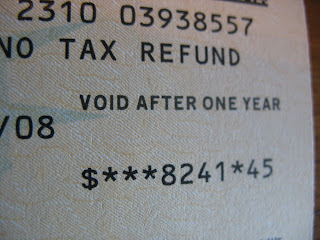 2310 03938557
NO TAX REFUND
VOID AFTER ONE YEAR
/08
$***8241*45